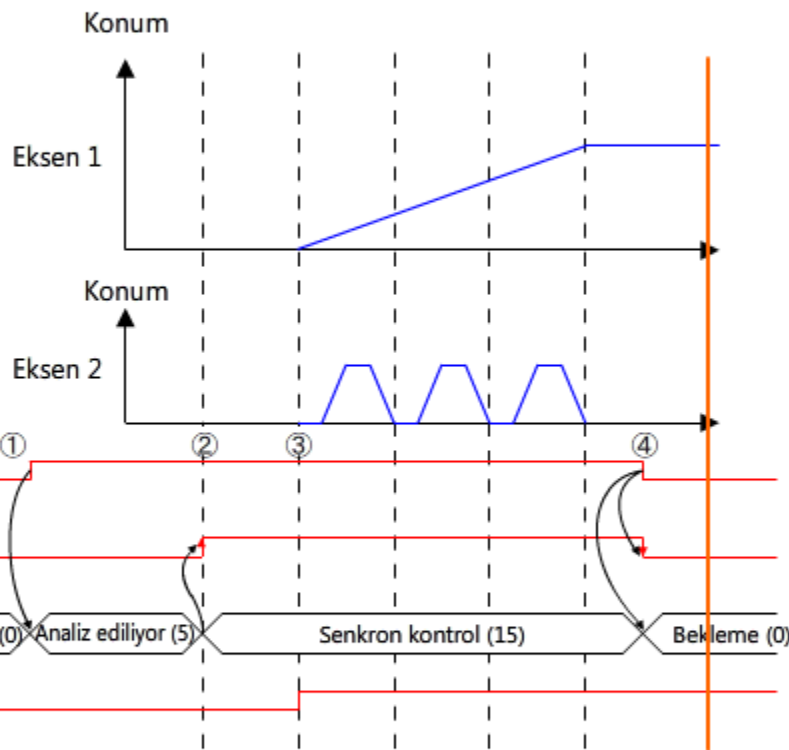 Konum
Eksen 1
Konum
Eksen 2
① ② ③ ④
(0) Analiz ediliyor (5) Senkron kontrol (15) Bekleme (0)